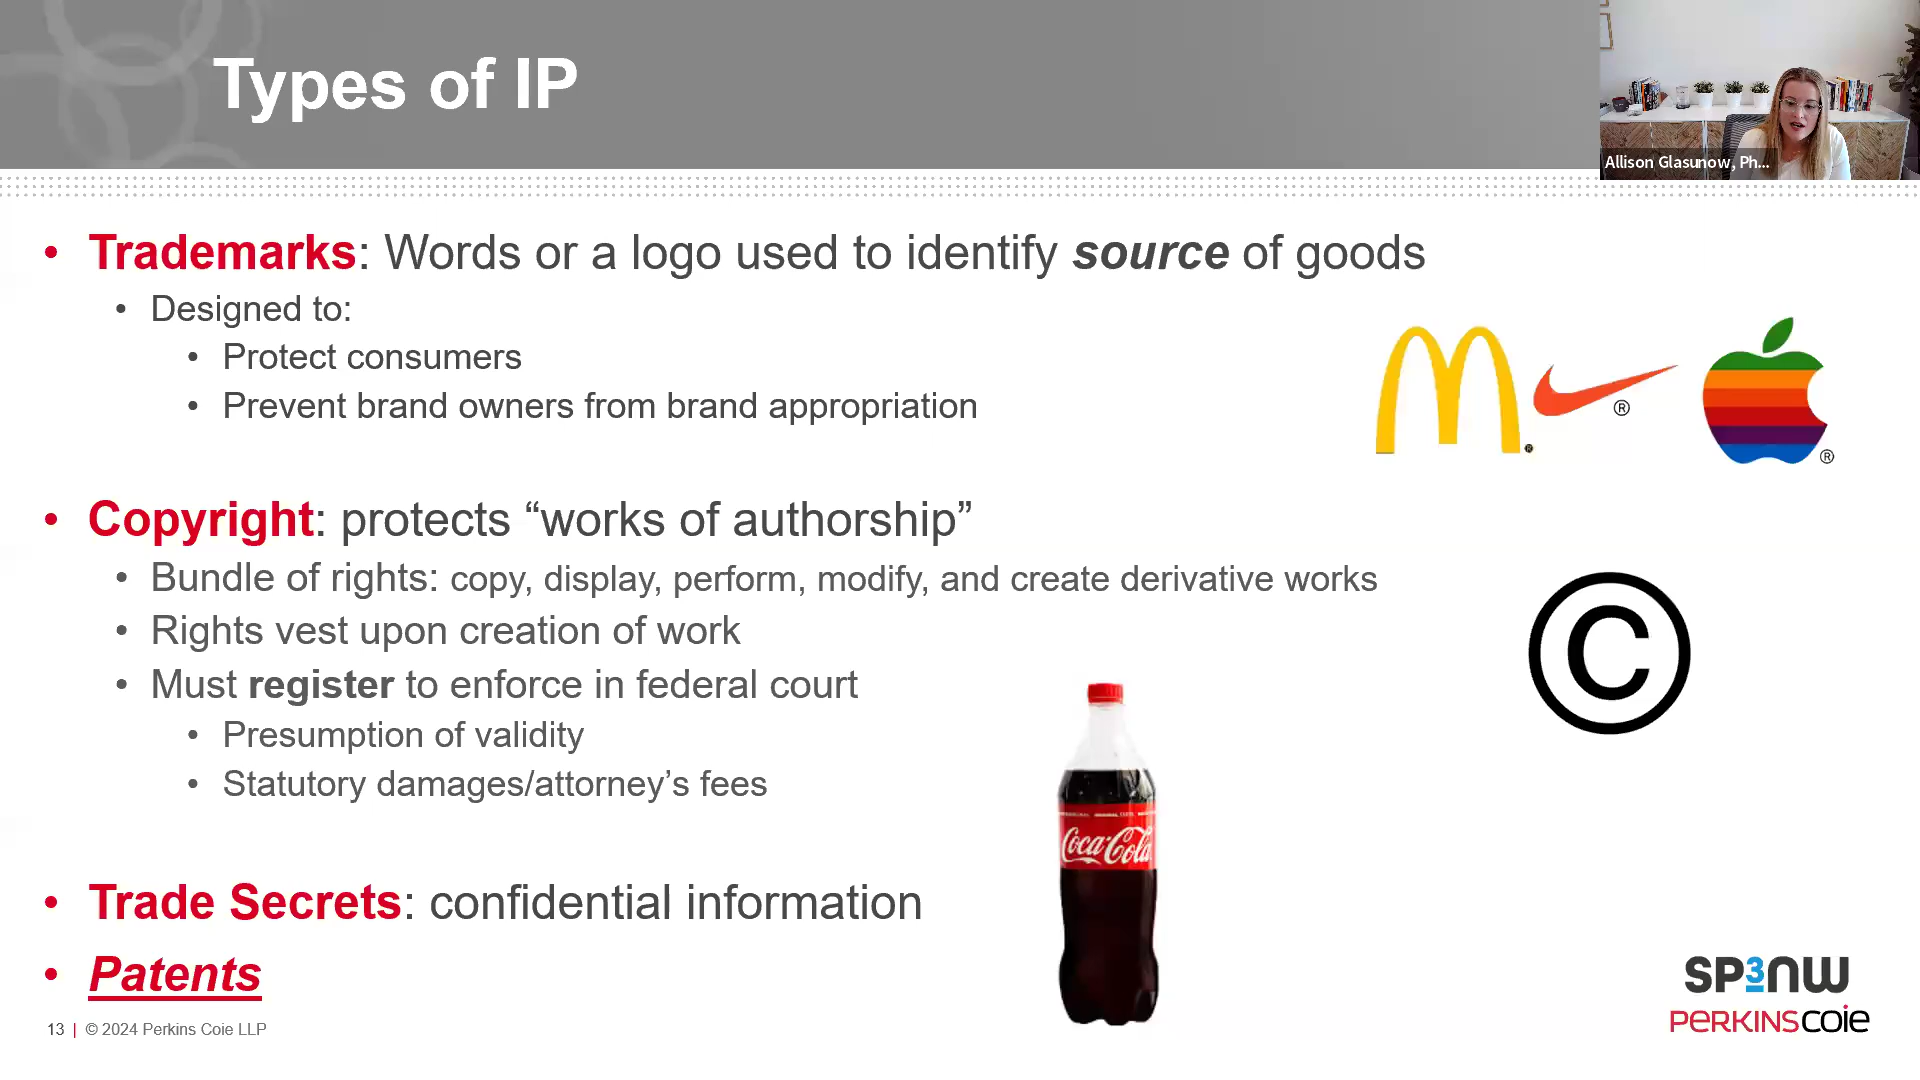 Types of IP
Allison Glasunow, Ph...
• Trademarks: Words or a logo used to identify source of goods
• Designed to:
• Protect consumers
• Prevent brand owners from brand appropriation
®
®
®
• Copyright: protects “works of authorship”
• Bundle of rights: copy, display, perform, modify, and create derivative works
• Rights vest upon creation of work
• Must register to enforce in federal court
• Presumption of validity
• Statutory damages/attorney’s fees
©
Coca-Cola
• Trade Secrets: confidential information
• Patents
SP3NW
PERKINSCOIE
13 | © 2024 Perkins Coie LLP